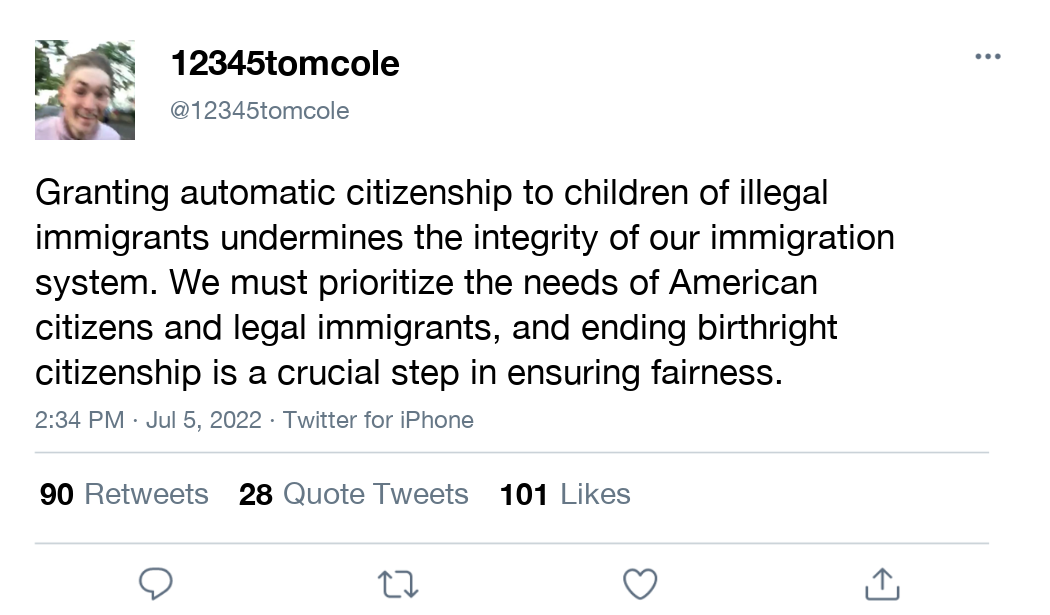 12345tomcole
@12345tomcole
Granting automatic citizenship to children of illegal
immigrants undermines the integrity of our immigration
system. We must prioritize the needs of American
citizens and legal immigrants, and ending birthright
citizenship is a crucial step in ensuring fairness.
2:34 PM · Jul 5, 2022 · Twitter for iPhone
90 Retweets 28 Quote Tweets 101 Likes